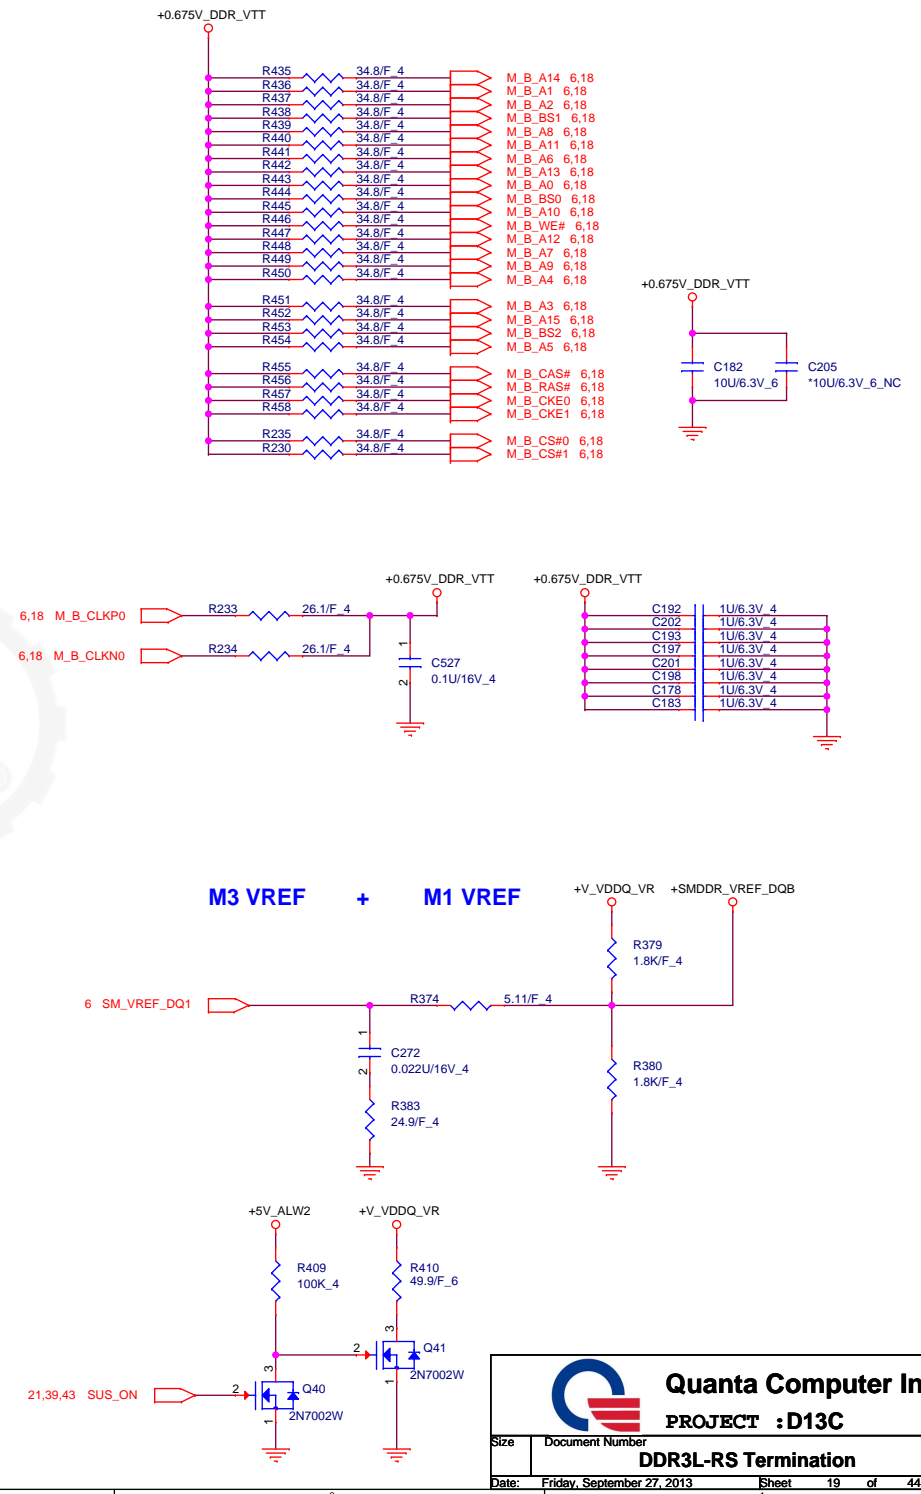 +0.675V_DDR_VTT
R435 34.8/F_4 M_B_A14 6,18
R436 34.8/F_4 M_B_A1 6,18
R437 34.8/F_4 M_B_A2 6,18
R438 34.8/F_4 M_B_BS1 6,18
R439 34.8/F_4 M_B_A8 6,18
R440 34.8/F_4 M_B_A11 6,18
R441 34.8/F_4 M_B_A6 6,18
R442 34.8/F_4 M_B_A13 6,18
R443 34.8/F_4 M_B_A0 6,18
R444 34.8/F_4 M_B_BS0 6,18
R445 34.8/F_4 M_B_A10 6,18
R446 34.8/F_4 M_B_WE# 6,18
R447 34.8/F_4 M_B_A12 6,18
R448 34.8/F_4 M_B_A7 6,18
R449 34.8/F_4 M_B_A9 6,18
R450 34.8/F_4 M_B_A4 6,18
R451 34.8/F_4 M_B_A3 6,18
R452 34.8/F_4 M_B_A15 6,18
R453 34.8/F_4 M_B_BS2 6,18
R454 34.8/F_4 M_B_A5 6,18
R455 34.8/F_4 M_B_CAS# 6,18
R456 34.8/F_4 M_B_RAS# 6,18
R457 34.8/F_4 M_B_CKE0 6,18
R458 34.8/F_4 M_B_CKE1 6,18
R235 34.8/F_4 M_B_CS#0 6,18
R230 34.8/F_4 M_B_CS#1 6,18
+0.675V_DDR_VTT
C182
10U/6.3V_6
C205
*10U/6.3V_6_NC
+0.675V_DDR_VTT
6,18 M_B_CLKP0 R233 26.1/F_4
6,18 M_B_CLKN0 R234 26.1/F_4
1
C527
0.1U/16V_4
2
+0.675V_DDR_VTT
C192 1U/6.3V_4
C202 1U/6.3V_4
C193 1U/6.3V_4
C197 1U/6.3V_4
C201 1U/6.3V_4
C198 1U/6.3V_4
C178 1U/6.3V_4
C183 1U/6.3V_4
M3 VREF + M1 VREF
+V_VDDQ_VR +SMDDR_VREF_DQB
R379
1.8K/F_4
6 SM_VREF_DQ1 R374 5.11/F_4
1
C272
0.022U/16V_4
2
R380
1.8K/F_4
R383
24.9/F_4
+5V_ALW2 +V_VDDQ_VR
R409
100K_4
R410
49.9/F_6
3
2
Q41
2N7002W
1
21,39,43 SUS_ON
3
2
Q40
2N7002W
1
Quanta Computer In
PROJECT : D13C
Size Document Number
DDR3L-RS Termination
Date: Friday, September 27, 2013 Sheet 19 of 44